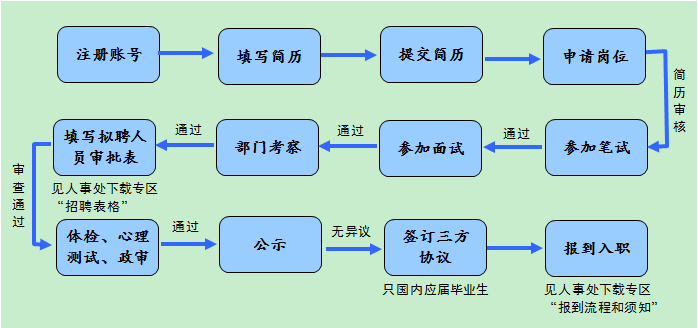 注册账号
填写简历
提交简历
申请岗位
简历审核
参加笔试
通过
参加面试
通过
部门考察
通过
填写拟聘人
员审批表
见人事处下载专区
“招聘表格”
审查通过
体检、心理
测试、政审
通过
公示
无异议
签订三方
协议
只国内应届毕业生
报到入职
见人事处下载专区
“报到流程和须知”